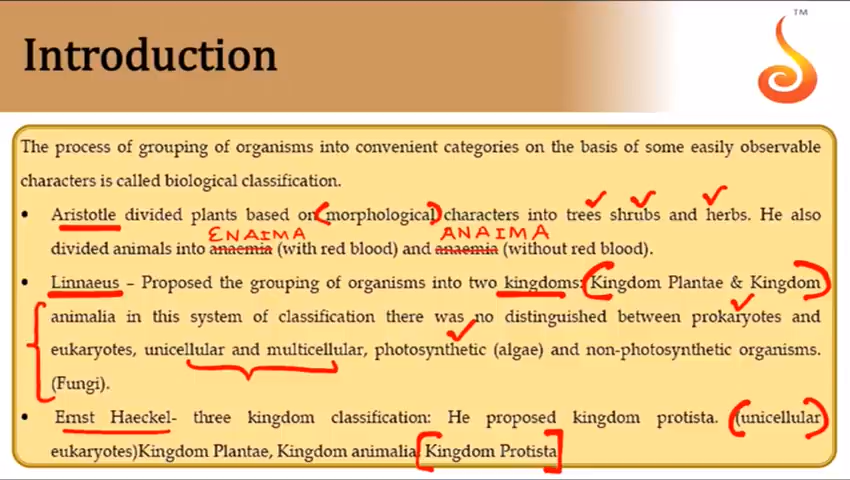 TM
Introduction
The process of grouping of organisms into convenient categories on the basis of some easily observable
characters is called biological classification.
• Aristotle divided plants based on (morphological) characters into trees shrubs and herbs. He also
ENAIMA ANAIMA
divided animals into anaemia (with red blood) and anaemia (without red blood).
• Linnaeus – Proposed the grouping of organisms into two kingdoms: (Kingdom Plantae & Kingdom)
animalia in this system of classification there was no distinguished between prokaryotes and
eukaryotes, unicellular and multicellular, photosynthetic (algae) and non-photosynthetic organisms.
(Fungi).
• Ernst Haeckel- three kingdom classification: He proposed kingdom protista. (unicellular)
eukaryotes)Kingdom Plantae, Kingdom animalia [Kingdom Protista]